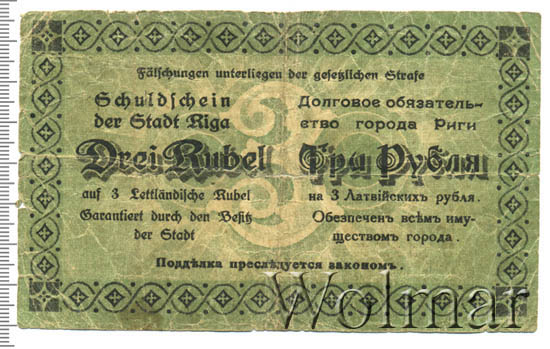 Fälschungen unterliegen der gesetzlichen Strafe
Schuldschein
der Stadt Riga
Drei Rubel
auf 3 Lettländische Rubel
Garantiert durch den Besitz
der Stadt
Долговое обязатель-
ство города Риги
Три Рубля
на 3 Латвійскихъ рубля.
Обезпеченъ всѣмъ иму-
ществомъ города.
Поддѣлка преслѣдуется закономъ.
3
Wolmar